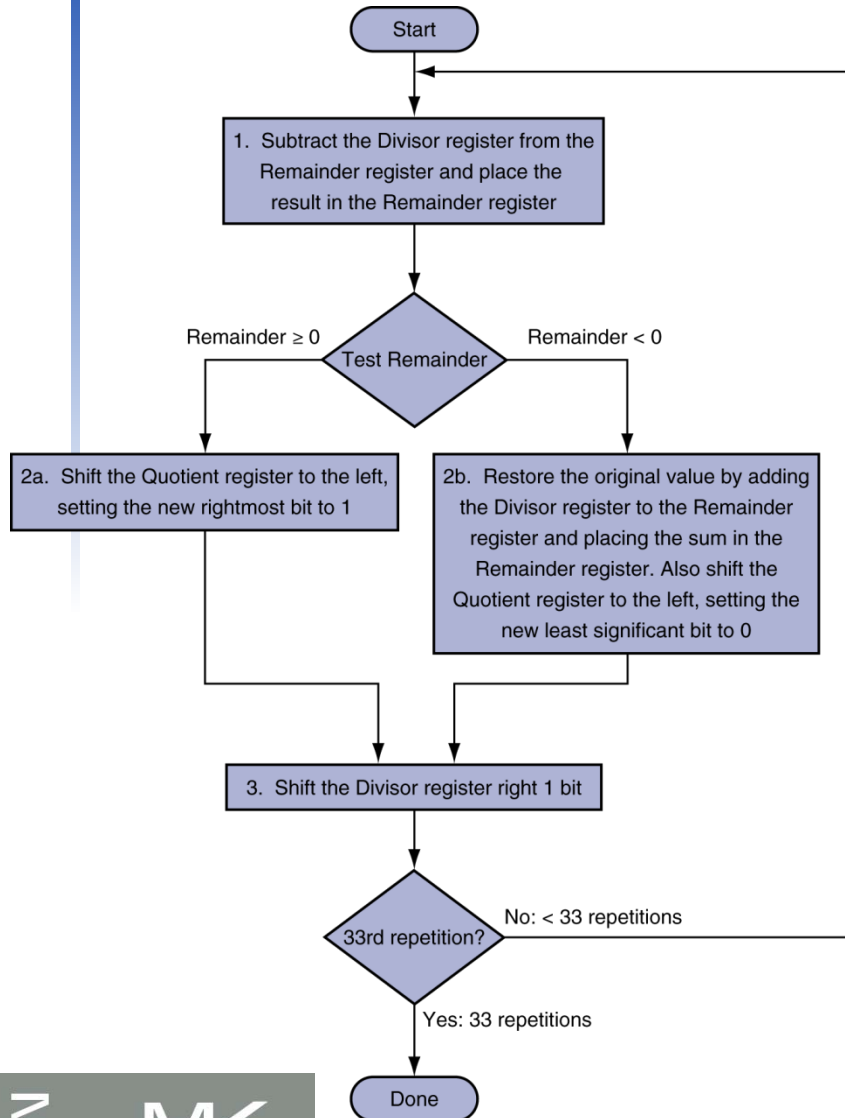 Start
1. Subtract the Divisor register from the
Remainder register and place the
result in the Remainder register
Remainder ≥ 0
Remainder < 0
Test Remainder
2a. Shift the Quotient register to the left,
setting the new rightmost bit to 1
2b. Restore the original value by adding
the Divisor register to the Remainder
register and placing the sum in the
Remainder register. Also shift the
Quotient register to the left, setting the
new least significant bit to 0
3. Shift the Divisor register right 1 bit
33rd repetition?
No: < 33 repetitions
Yes: 33 repetitions
Done